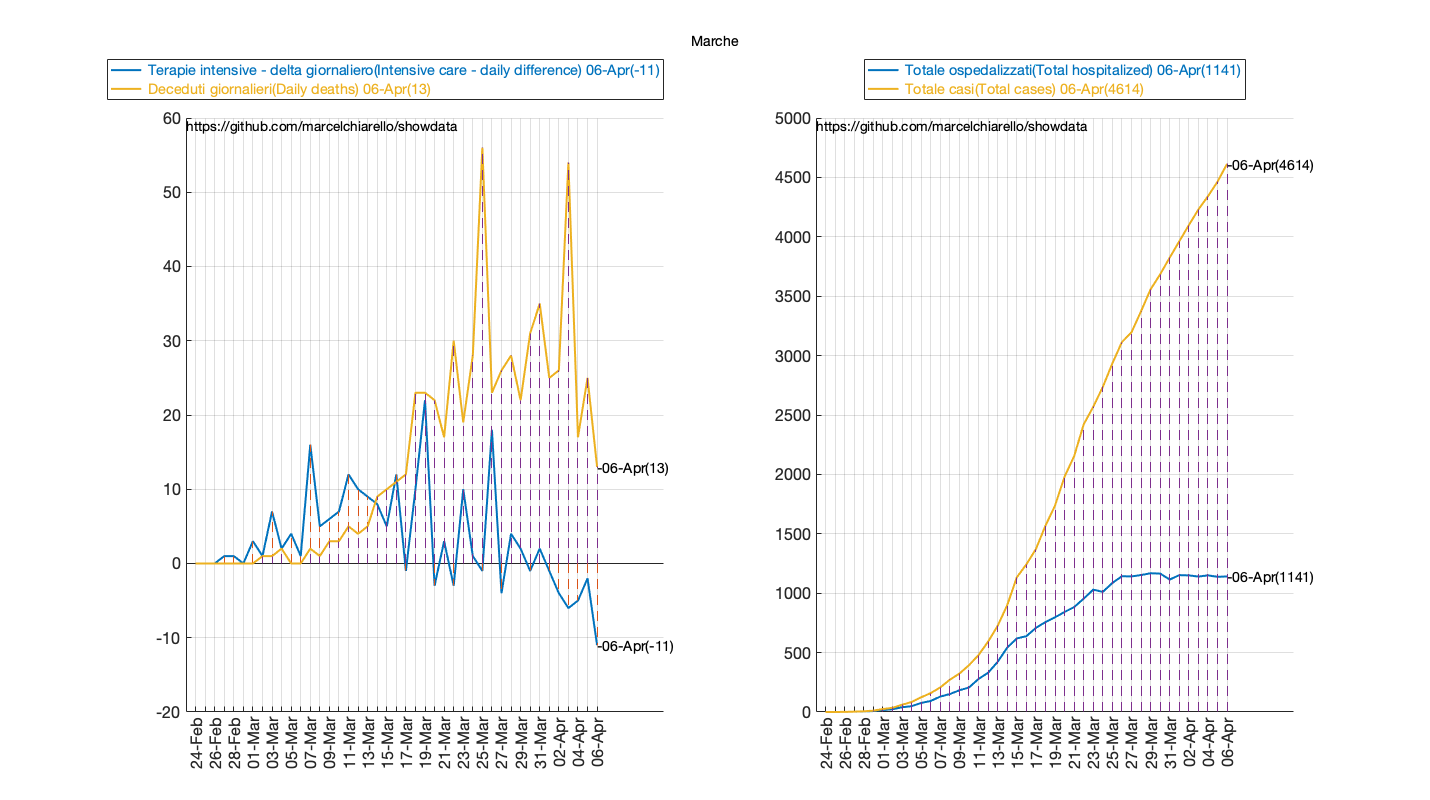 Marche
Terapie intensive - delta giornaliero(Intensive care - daily difference) 06-Apr(-11)
Deceduti giornalieri(Daily deaths) 06-Apr(13)
https://github.com/marcelchiarello/showdata
60
50
40
30
20
10
0
-10
-20
06-Apr(13)
06-Apr(-11)
24-Feb
26-Feb
28-Feb
01-Mar
03-Mar
05-Mar
07-Mar
09-Mar
11-Mar
13-Mar
15-Mar
17-Mar
19-Mar
21-Mar
23-Mar
25-Mar
27-Mar
29-Mar
31-Mar
02-Apr
04-Apr
06-Apr
Totale ospedalizzati(Total hospitalized) 06-Apr(1141)
Totale casi(Total cases) 06-Apr(4614)
https://github.com/marcelchiarello/showdata
5000
4500
4000
3500
3000
2500
2000
1500
1000
500
0
06-Apr(4614)
06-Apr(1141)
24-Feb
26-Feb
28-Feb
01-Mar
03-Mar
05-Mar
07-Mar
09-Mar
11-Mar
13-Mar
15-Mar
17-Mar
19-Mar
21-Mar
23-Mar
25-Mar
27-Mar
29-Mar
31-Mar
02-Apr
04-Apr
06-Apr